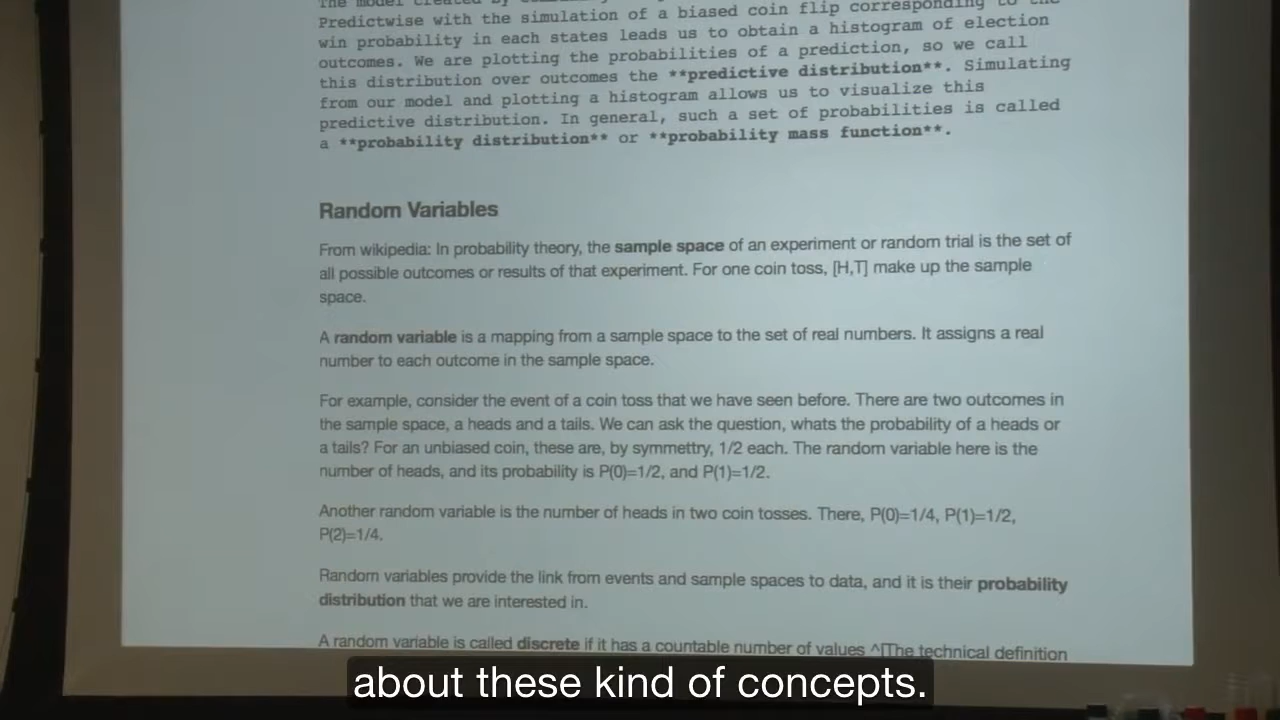 The model created by
Predictwise with the simulation of a biased coin flip corresponding to the
win probability in each states leads us to obtain a histogram of election
outcomes. We are plotting the probabilities of a prediction, so we call
this distribution over outcomes the **predictive distribution**. Simulating
from our model and plotting a histogram allows us to visualize this
predictive distribution. In general, such a set of probabilities is called
a **probability distribution** or **probability mass function**.
Random Variables
From wikipedia: In probability theory, the sample space of an experiment or random trial is the set of
all possible outcomes or results of that experiment. For one coin toss, [H,T] make up the sample
space.
A random variable is a mapping from a sample space to the set of real numbers. It assigns a real
number to each outcome in the sample space.
For example, consider the event of a coin toss that we have seen before. There are two outcomes in
the sample space, a heads and a tails. We can ask the question, whats the probability of a heads or
a tails? For an unbiased coin, these are, by symmettry, 1/2 each. The random variable here is the
number of heads, and its probability is P(0)=1/2, and P(1)=1/2.
Another random variable is the number of heads in two coin tosses. There, P(0)=1/4, P(1)=1/2,
P(2)=1/4.
Random variables provide the link from events and sample spaces to data, and it is their probability
distribution that we are interested in.
A random variable is called discrete if it has a countable number of values ^[The technical definition
about these kind of concepts.